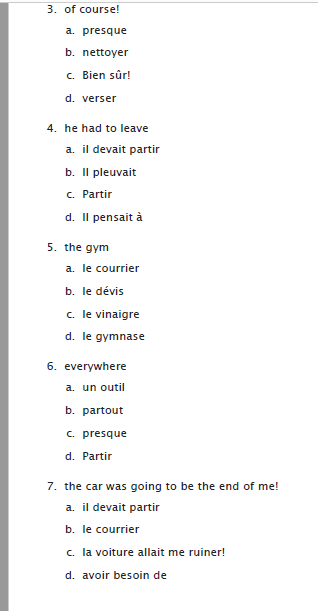 3. of course!
a. presque
b. nettoyer
c. Bien sûr!
d. verser
4. he had to leave
a. il devait partir
b. Il pleuvait
c. Partir
d. Il pensait à
5. the gym
a. le courrier
b. le dévis
c. le vinaigre
d. le gymnase
6. everywhere
a. un outil
b. partout
c. presque
d. Partir
7. the car was going to be the end of me!
a. il devait partir
b. le courrier
c. la voiture allait me ruiner!
d. avoir besoin de